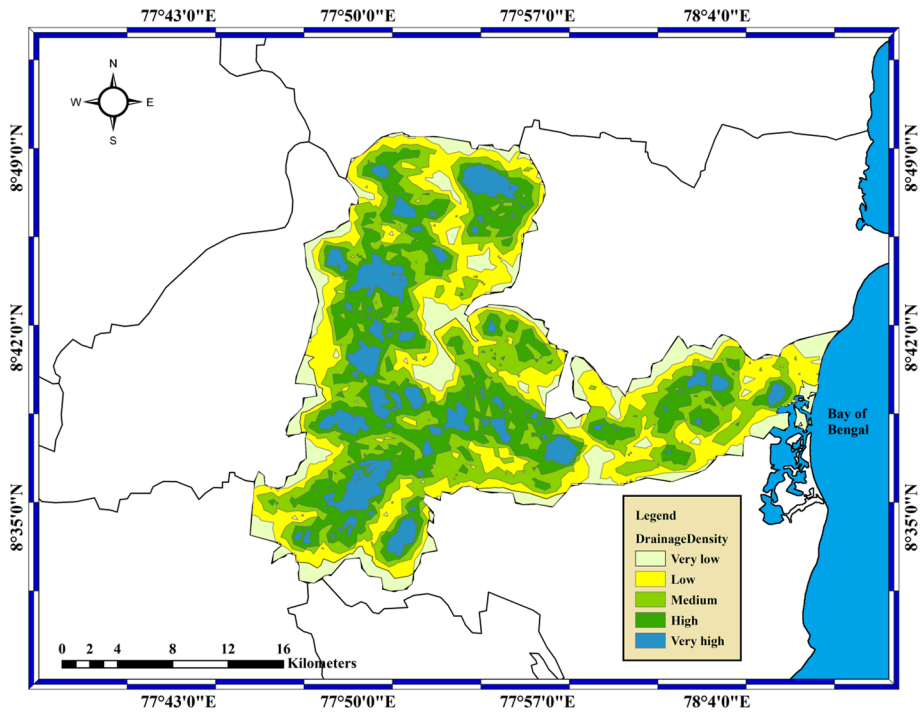 77°43'0"E 77°50'0"E 77°57'0"E 78°4'0"E
N
W E
S
8°49'0"N 8°49'0"N
8°42'0"N 8°42'0"N
Bay of
Bengal
8°35'0"N 8°35'0"N
Legend
DrainageDensity
Very low
Low
Medium
High
Very high
0 2 4 8 12 16
Kilometers
77°43'0"E 77°50'0"E 77°57'0"E 78°4'0"E